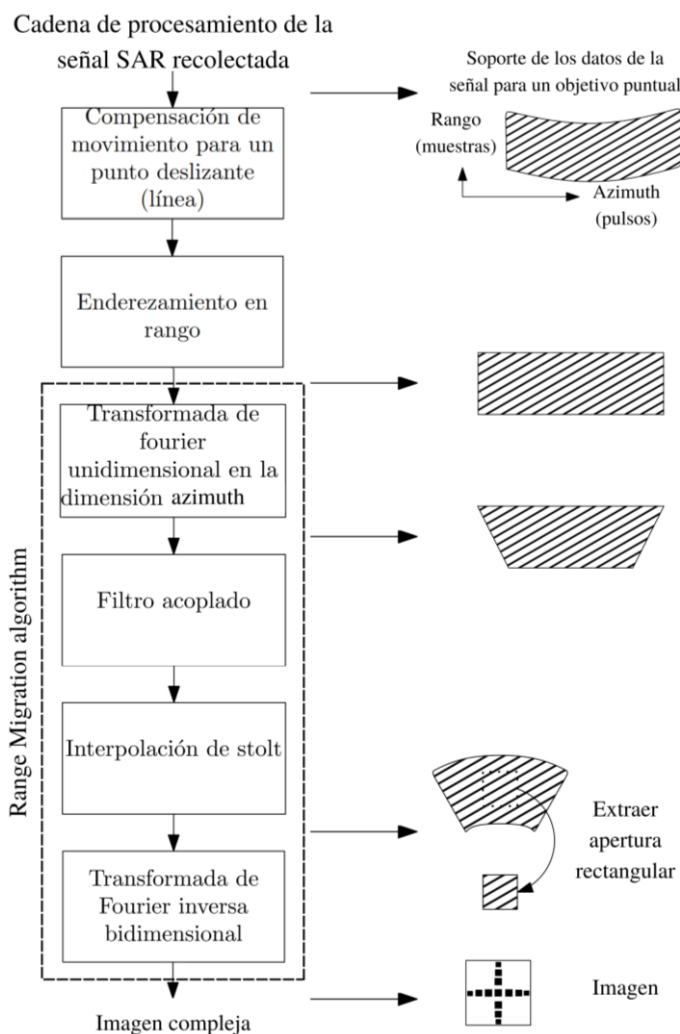 Cadena de procesamiento de la
señal SAR recolectada
Soporte de los datos de la
señal para un objetivo puntual
Compensación de
movimiento para un
punto deslizante
(línea)
Rango
(muestras)
Azimuth
(pulsos)
Enderezamiento en
rango
Range Migration algorithm
Transformada de
fourier
unidimensional en la
dimensión azimuth
Filtro acoplado
Interpolación de stolt
Extraer
apertura
rectangular
Transformada de
Fourier inversa
bidimensional
Imagen
Imagen compleja